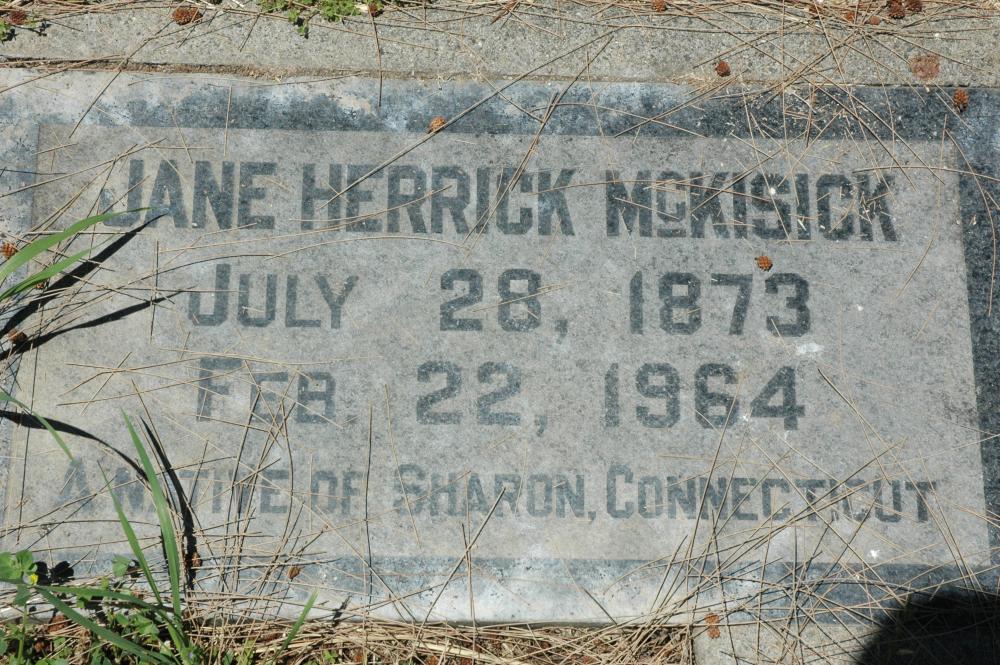 JANE HERRICK McKISICK
JULY 28, 1873
FEB. 22, 1964
A NATIVE OF SHARON, CONNECTICUT